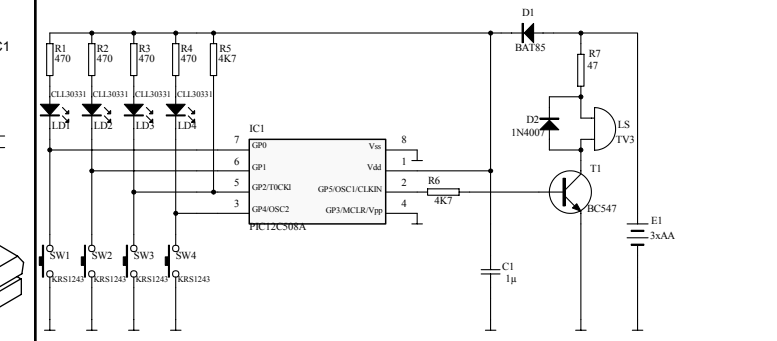 D1
BAT85
R1
470
R2
470
R3
470
R4
470
R5
4K7
R7
47
C1
CLL30331
CLL30331
CLL30331
CLL30331
LD1
LD2
LD3
LD4
D2
1N4007
LS
TV3
IC1
7
GP0
Vss
8
6
GP1
Vdd
1
5
GP2/T0CKI
GP5/OSC1/CLKIN
2
3
GP4/OSC2
GP3/MCLR/Vpp
4
PIC12C508A
R6
4K7
T1
BC547
E1
3xAA
SW1
SW2
SW3
SW4
KRS1243
KRS1243
KRS1243
KRS1243
C1
1µ